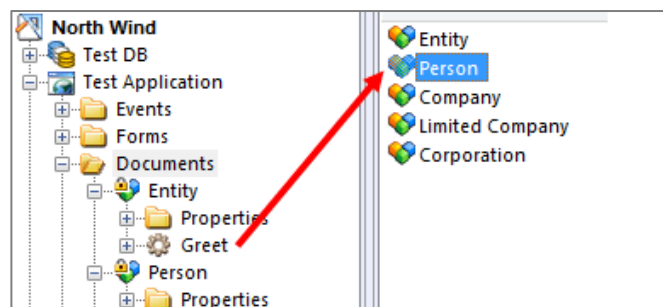 North Wind
Test DB
Test Application
Events
Forms
Documents
Entity
Properties
Greet
Person
Properties
Entity
Person
Company
Limited Company
Corporation